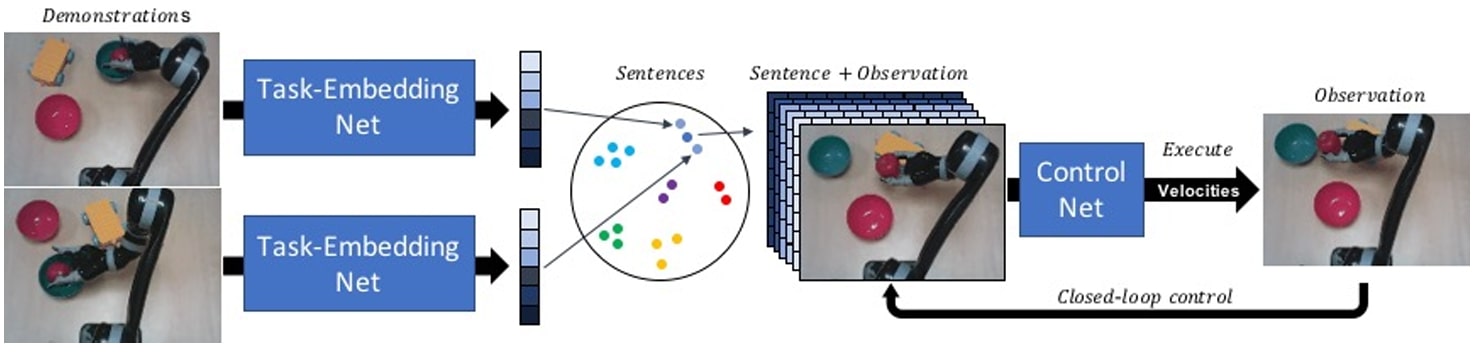 Demonstrations
Task-Embedding
Net
Task-Embedding
Net
Sentences
Sentence + Observation
Control
Net
Execute
Velocities
Observation
Closed-loop control